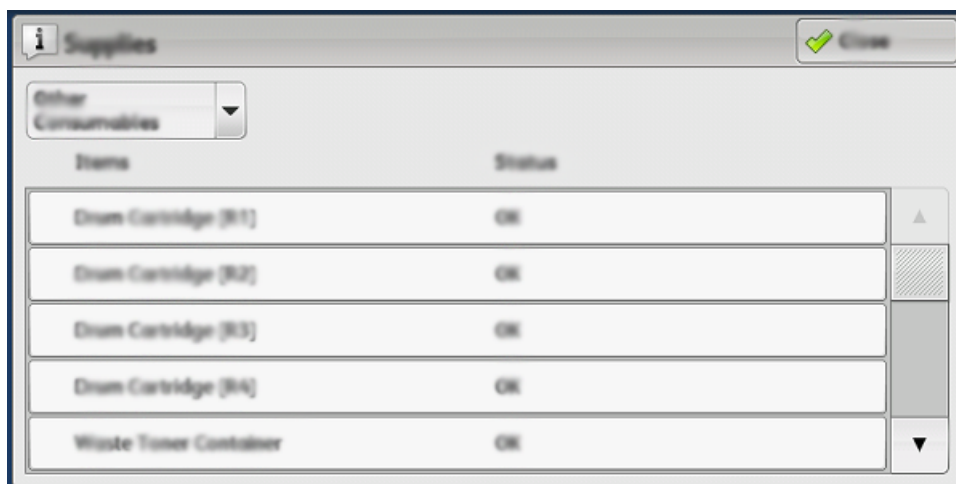 i Supplies
Close
Other
Consumables
Items Status
Drum Cartridge [R1] OK
Drum Cartridge [R2] OK
Drum Cartridge [R3] OK
Drum Cartridge [R4] OK
Waste Toner Container OK